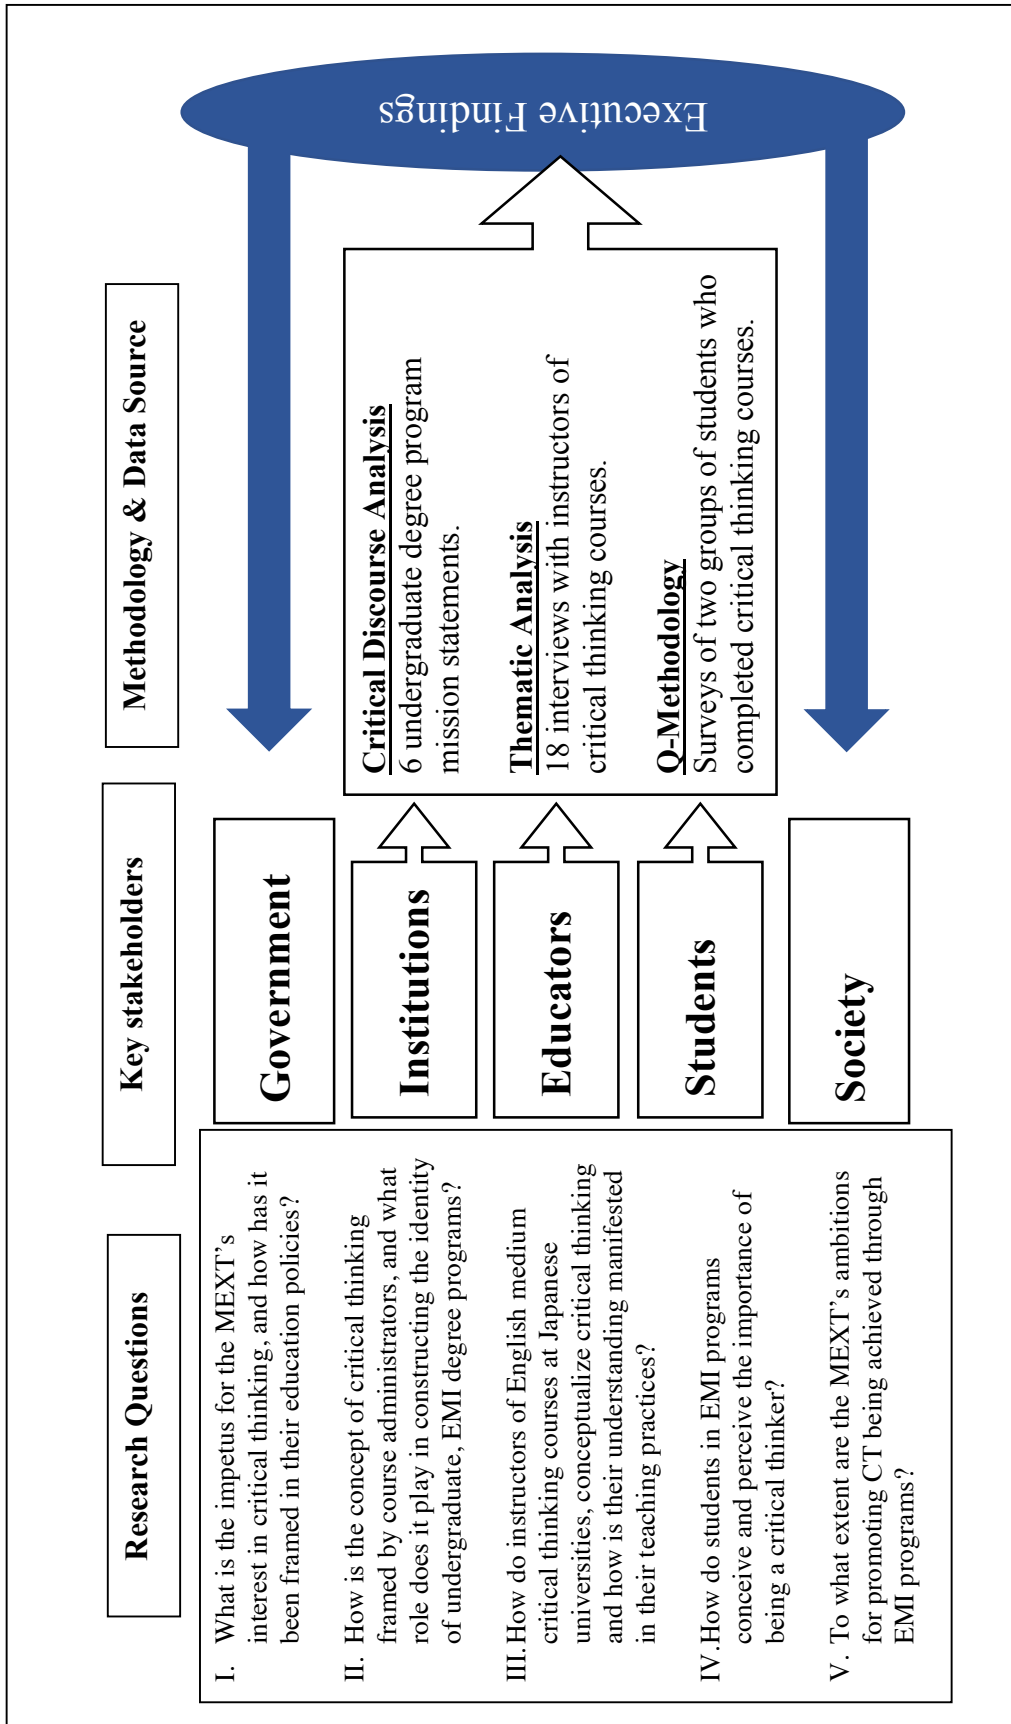 Research Questions
Key stakeholders
Methodology & Data Source
I. What is the impetus for the MEXT’s
interest in critical thinking, and how has it
been framed in their education policies?
II. How is the concept of critical thinking
framed by course administrators, and what
role does it play in constructing the identity
of undergraduate, EMI degree programs?
III. How do instructors of English medium
critical thinking courses at Japanese
universities, conceptualize critical thinking
and how is their understanding manifested
in their teaching practices?
IV. How do students in EMI programs
conceive and perceive the importance of
being a critical thinker?
V. To what extent are the MEXT’s ambitions
for promoting CT being achieved through
EMI programs?
Government
Institutions
Educators
Students
Society
Critical Discourse Analysis
6 undergraduate degree program
mission statements.
Thematic Analysis
18 interviews with instructors of
critical thinking courses.
Q-Methodology
Surveys of two groups of students who
completed critical thinking courses.
Executive Findings